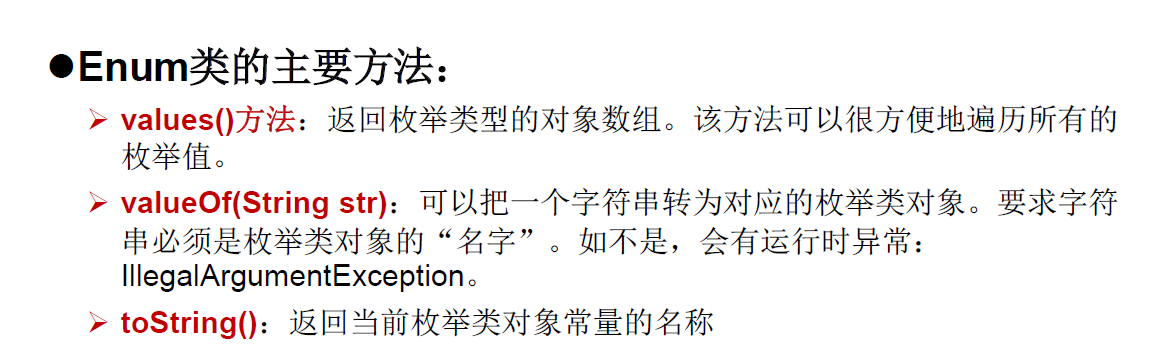 ●Enum类的主要方法：
➢ values()方法：返回枚举类型的对象数组。该方法可以很方便地遍历所有的
枚举值。
➢ valueOf(String str)：可以把一个字符串转为对应的枚举类对象。要求字符
串必须是枚举类对象的“名字”。如不是，会有运行时异常：
IllegalArgumentException。
➢ toString()：返回当前枚举类对象常量的名称